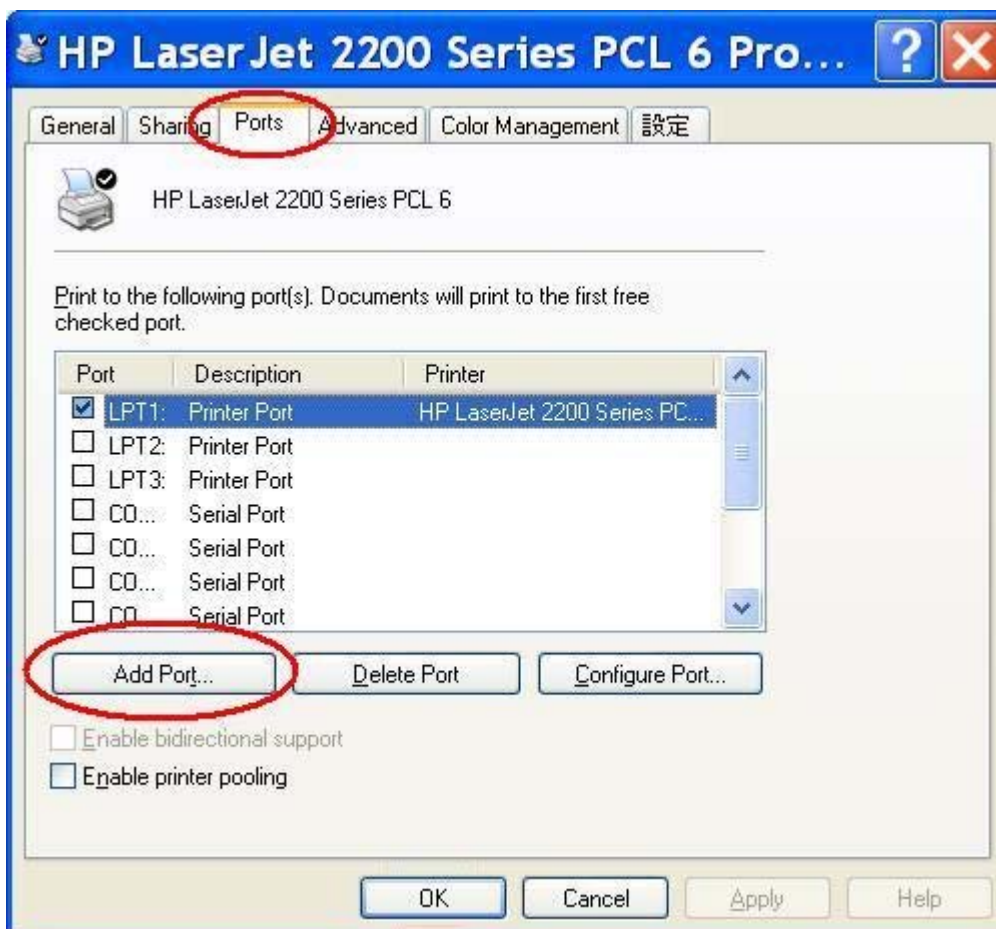 HP LaserJet 2200 Series PCL 6 Pro...
General Sharing Ports Advanced Color Management 設定
HP LaserJet 2200 Series PCL 6
Print to the following port(s). Documents will print to the first free
checked port.
Port Description Printer
LPT1: Printer Port HP LaserJet 2200 Series PC...
LPT2: Printer Port
LPT3: Printer Port
CO... Serial Port
CO... Serial Port
CO... Serial Port
CO... Serial Port
Add Port... Delete Port Configure Port...
Enable bidirectional support
Enable printer pooling
OK Cancel Apply Help